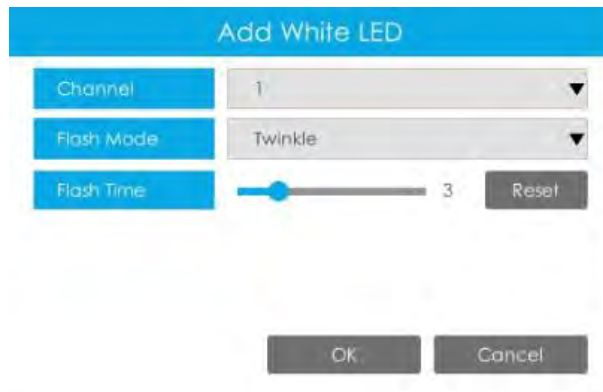 Add White LED
Channel 1
Flash Mode Twinkle
Flash Time 3 Reset
OK Cancel